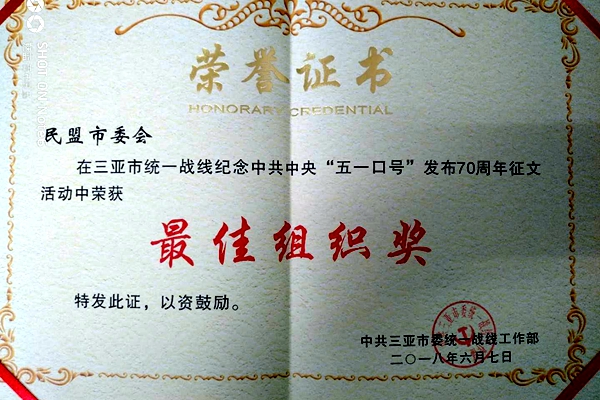 荣誉证书
HONORARY CREDENTIAL
民盟市委会
在三亚市统一战线纪念中共中央“五一口号”发布70周年征文
活动中荣获
最佳组织奖
特发此证，以资鼓励。
中共三亚市委统一战线工作部
二〇一八年六月七日